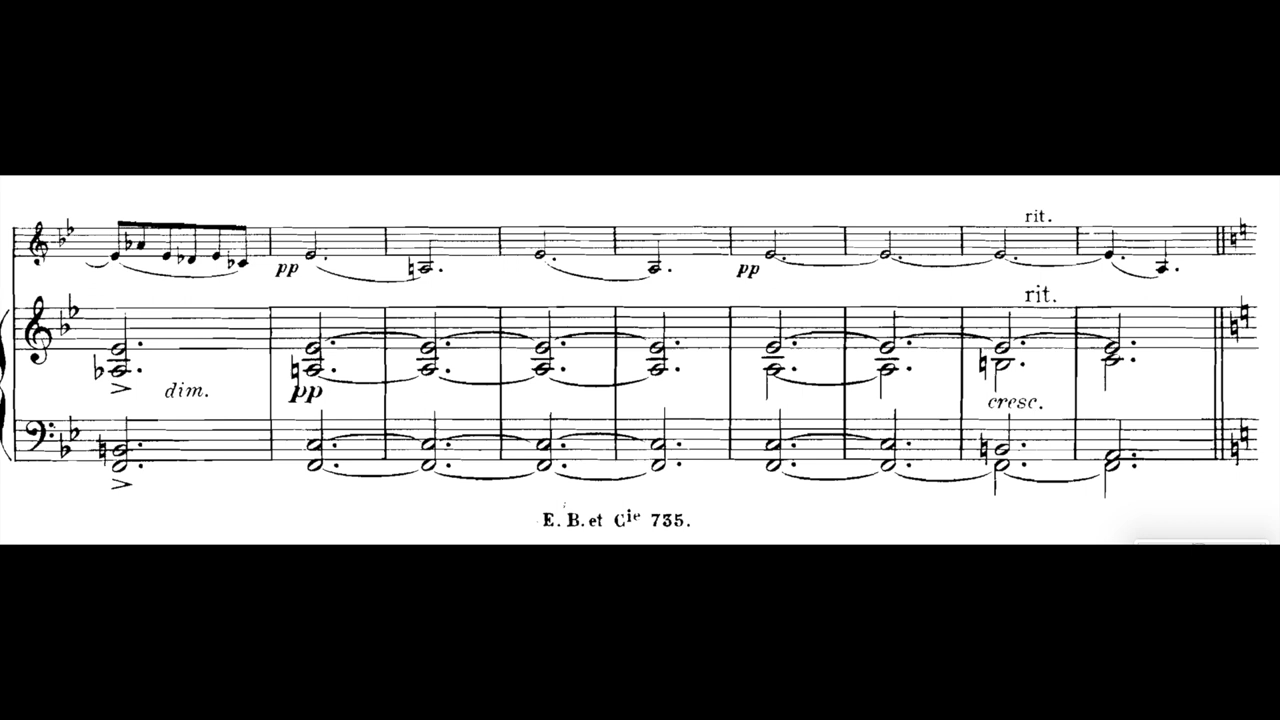 rit.
pp
pp
rit.
dim.
pp
cresc.
E. B. et Cie 735.